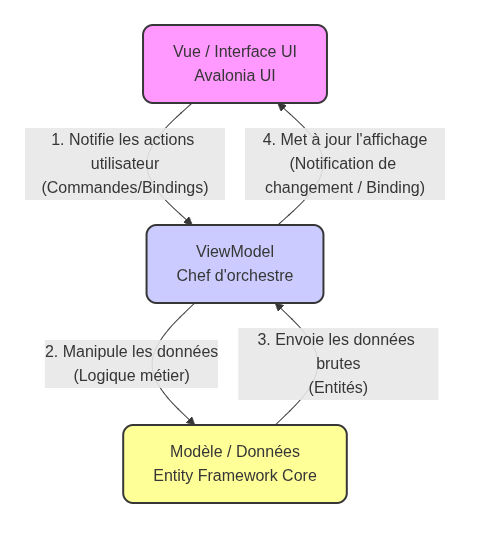 Vue / Interface UI
Avalonia UI
1. Notifie les actions
utilisateur
(Commandes/Bindings)
4. Met à jour l'affichage
(Notification de
changement / Binding)
ViewModel
Chef d'orchestre
2. Manipule les données
(Logique métier)
3. Envoie les données
brutes
(Entités)
Modèle / Données
Entity Framework Core